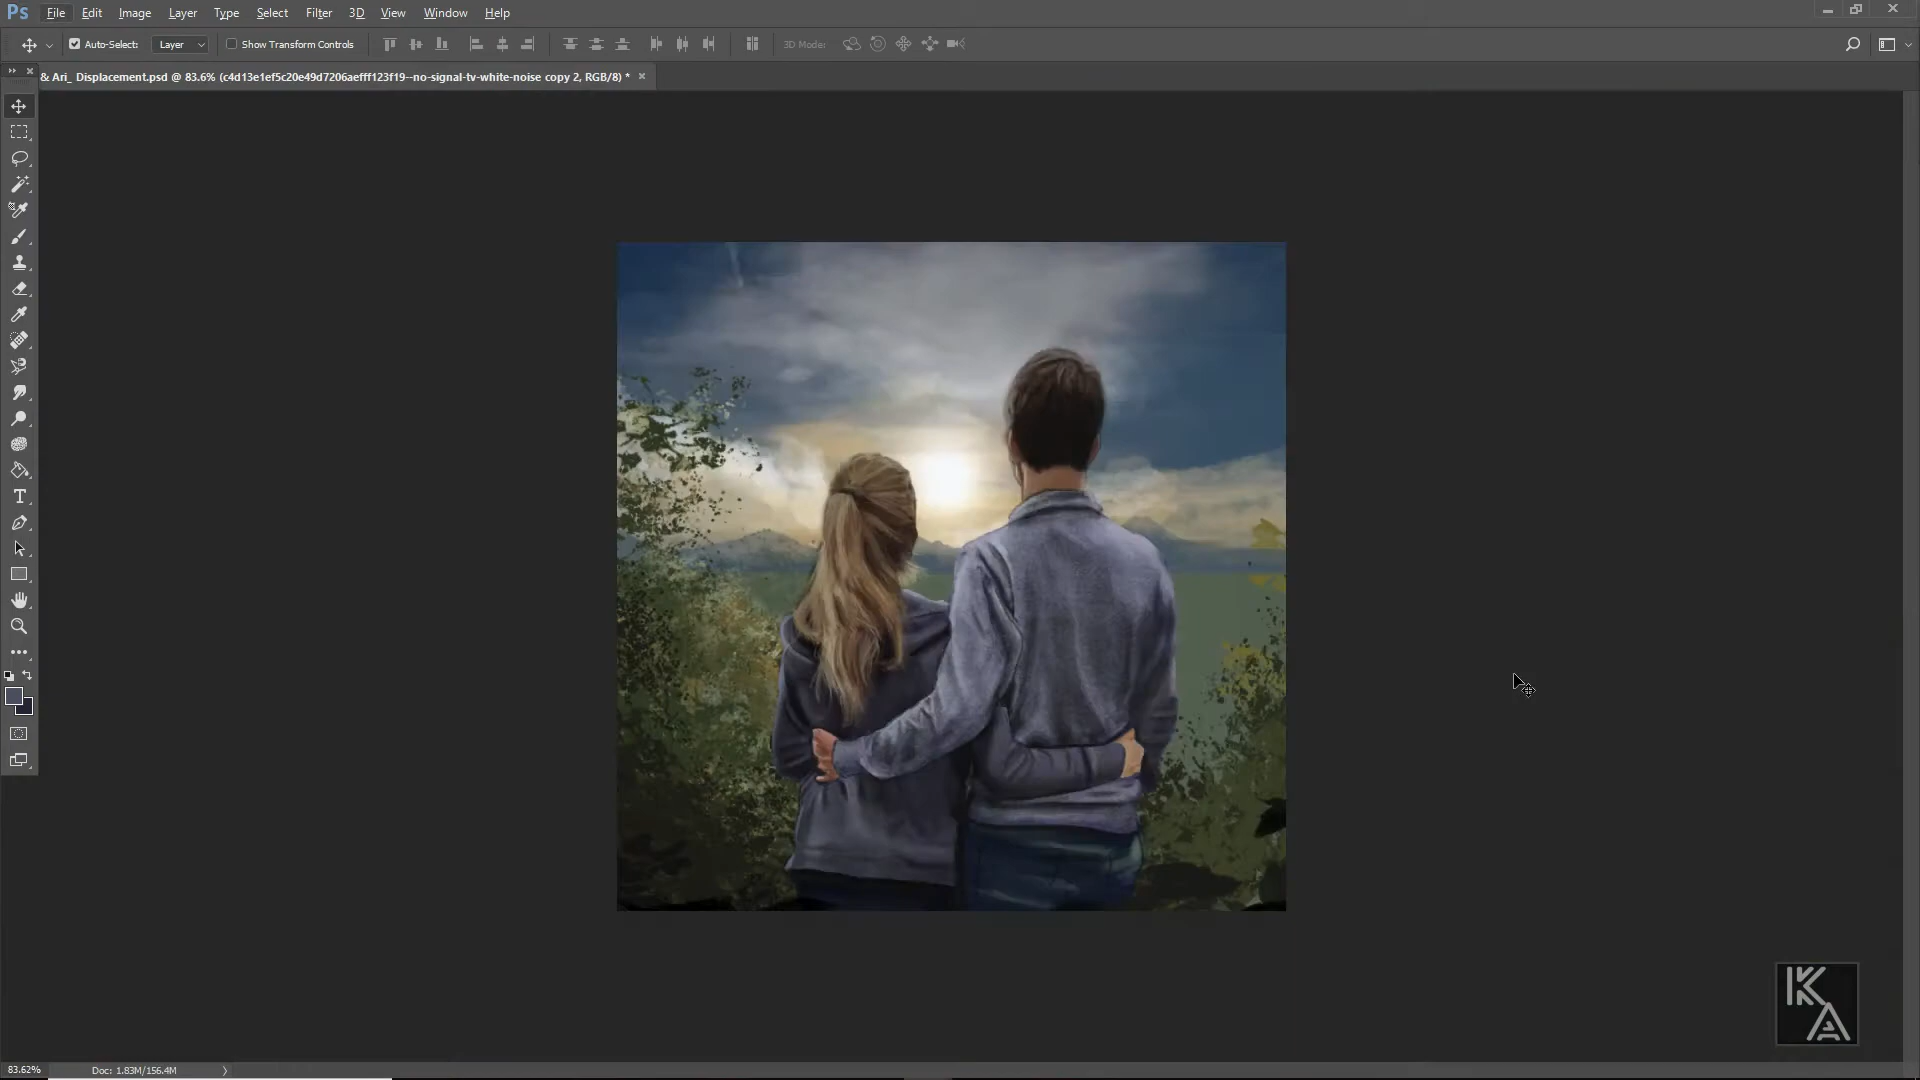 Ps File Edit Image Layer Type Select Filter 3D View Window Help
Auto-Select: Layer Show Transform Controls 3D Mode:
& Ari_ Displacement.psd @ 83.6% (c4d13e1ef5c20e49d7206aefff123f19--no-signal-tv-white-noise copy 2, RGB/8) *
T
KA
83.62% Doc: 1.83M/156.4M